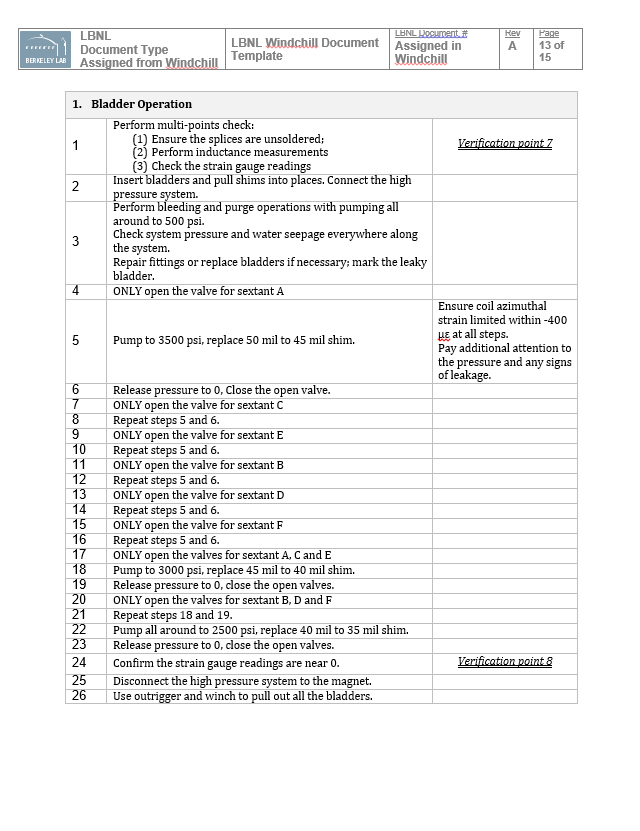 BERKELEY LAB
LBNL
Document Type
Assigned from Windchill
LBNL Windchill Document
Template
LBNL Document #
Assigned in
Windchill
Rev
A
Page
13 of
15
1. Bladder Operation
1
Perform multi-points check:
(1) Ensure the splices are unsoldered;
(2) Perform inductance measurements
(3) Check the strain gauge readings
Verification point 7
2
Insert bladders and pull shims into places. Connect the high
pressure system.
3
Perform bleeding and purge operations with pumping all
around to 500 psi.
Check system pressure and water seepage everywhere along
the system.
Repair fittings or replace bladders if necessary; mark the leaky
bladder.
4
ONLY open the valve for sextant A
5
Pump to 3500 psi, replace 50 mil to 45 mil shim.
Ensure coil azimuthal
strain limited within -400
με at all steps.
Pay additional attention to
the pressure and any signs
of leakage.
6
Release pressure to 0, Close the open valve.
7
ONLY open the valve for sextant C
8
Repeat steps 5 and 6.
9
ONLY open the valve for sextant E
10
Repeat steps 5 and 6.
11
ONLY open the valve for sextant B
12
Repeat steps 5 and 6.
13
ONLY open the valve for sextant D
14
Repeat steps 5 and 6.
15
ONLY open the valve for sextant F
16
Repeat steps 5 and 6.
17
ONLY open the valves for sextant A, C and E
18
Pump to 3000 psi, replace 45 mil to 40 mil shim.
19
Release pressure to 0, close the open valves.
20
ONLY open the valves for sextant B, D and F
21
Repeat steps 18 and 19.
22
Pump all around to 2500 psi, replace 40 mil to 35 mil shim.
23
Release pressure to 0, close the open valves.
24
Confirm the strain gauge readings are near 0.
Verification point 8
25
Disconnect the high pressure system to the magnet.
26
Use outrigger and winch to pull out all the bladders.